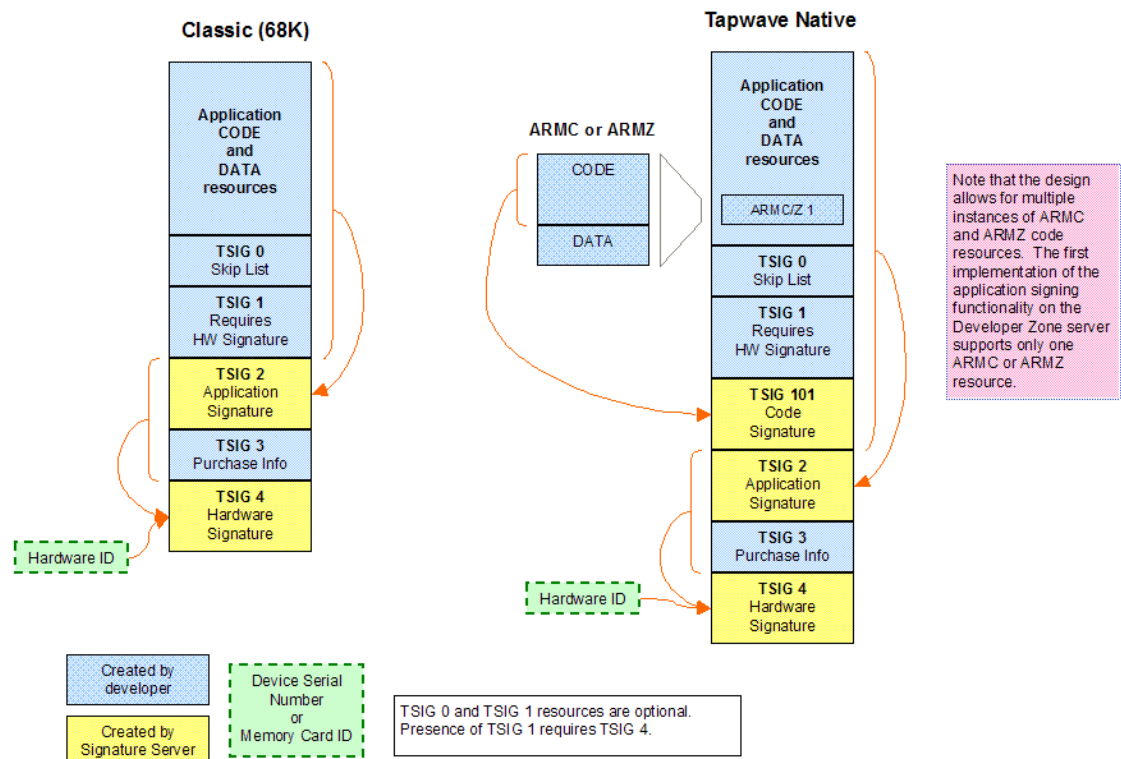 Classic (68K)
Application
CODE
and
DATA
resources
TSIG 0
Skip List
TSIG 1
Requires
HW Signature
TSIG 2
Application
Signature
TSIG 3
Purchase Info
TSIG 4
Hardware
Signature
Hardware ID
Tapwave Native
ARMC or ARMZ
CODE
DATA
Application
CODE
and
DATA
resources
ARMC/Z 1
TSIG 0
Skip List
TSIG 1
Requires
HW Signature
TSIG 101
Code
Signature
TSIG 2
Application
Signature
TSIG 3
Purchase Info
TSIG 4
Hardware
Signature
Hardware ID
Note that the design
allows for multiple
instances of ARMC
and ARMZ code
resources. The first
implementation of the
application signing
functionality on the
Developer Zone server
supports only one
ARMC or ARMZ
resource.
Created by
developer
Created by
Signature Server
Device Serial
Number
or
Memory Card ID
TSIG 0 and TSIG 1 resources are optional.
Presence of TSIG 1 requires TSIG 4.